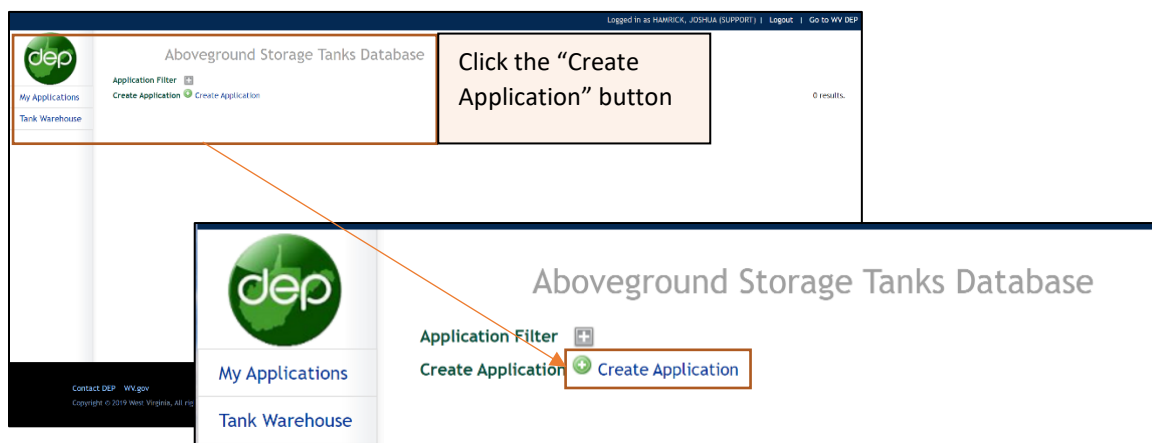 Logged in as HAMRICK, JOSHUA (SUPPORT) | Logout | Go to WV DEP
dep
Aboveground Storage Tanks Database
Application Filter
Create Application Create Application
0 results.
My Applications
Tank Warehouse
Click the “Create
Application” button
dep
Aboveground Storage Tanks Database
Application Filter
Create Application Create Application
My Applications
Tank Warehouse
Contact DEP WV.gov
Copyright © 2019 West Virginia, All